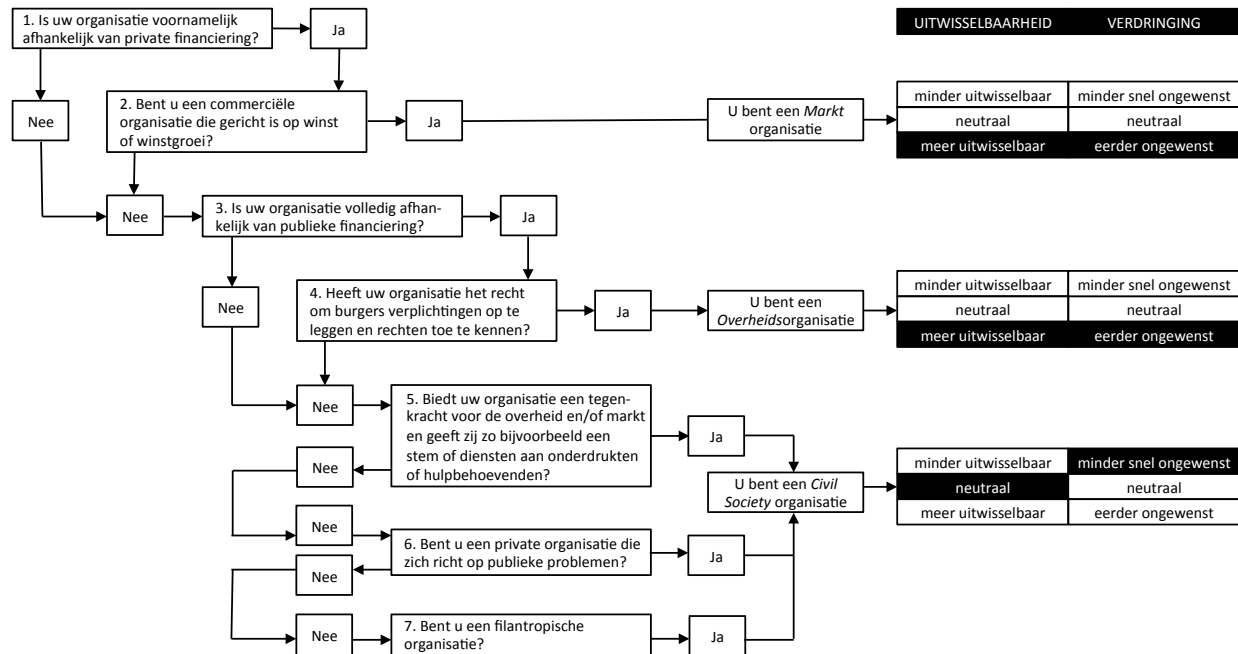 1. Is uw organisatie voornamelijk
afhankelijk van private financiering?
Ja
UITWISSELBAARHEID
VERDRINGING
Nee
2. Bent u een commerciële
organisatie die gericht is op winst
of winstgroei?
Ja
U bent een Markt
organisatie
minder uitwisselbaar
minder snel ongewenst
neutraal
neutraal
meer uitwisselbaar
eerder ongewenst
Nee
3. Is uw organisatie volledig afhan-
kelijk van publieke financiering?
Ja
Nee
4. Heeft uw organisatie het recht
om burgers verplichtingen op te
leggen en rechten toe te kennen?
Ja
U bent een
Overheidsorganisatie
minder uitwisselbaar
minder snel ongewenst
neutraal
neutraal
meer uitwisselbaar
eerder ongewenst
Nee
5. Biedt uw organisatie een tegen-
kracht voor de overheid en/of markt
en geeft zij zo bijvoorbeeld een
stem of diensten aan onderdrukten
of hulpbehoevenden?
Ja
Nee
U bent een Civil
Society organisatie
minder uitwisselbaar
minder snel ongewenst
neutraal
neutraal
meer uitwisselbaar
eerder ongewenst
Nee
6. Bent u een private organisatie die
zich richt op publieke problemen?
Ja
Nee
Nee
7. Bent u een filantropische
organisatie?
Ja